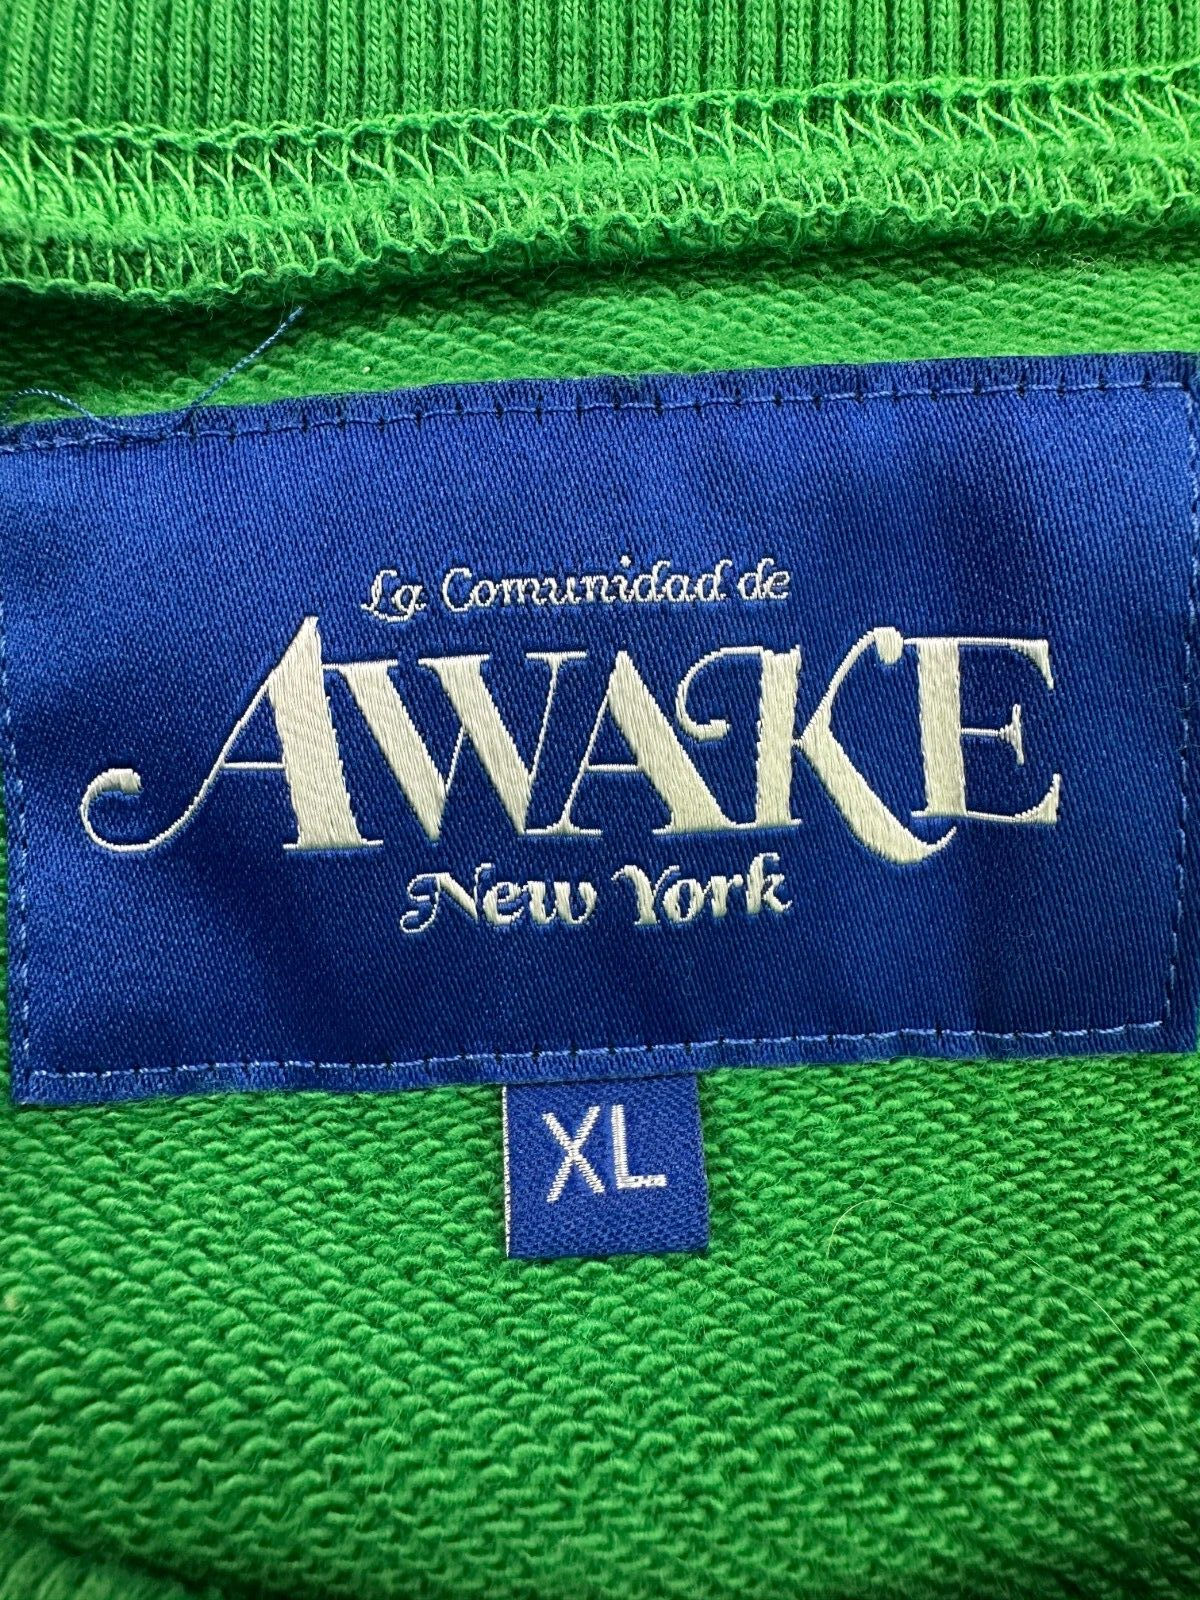 La Comunidad de
AWAKE
New York
XL